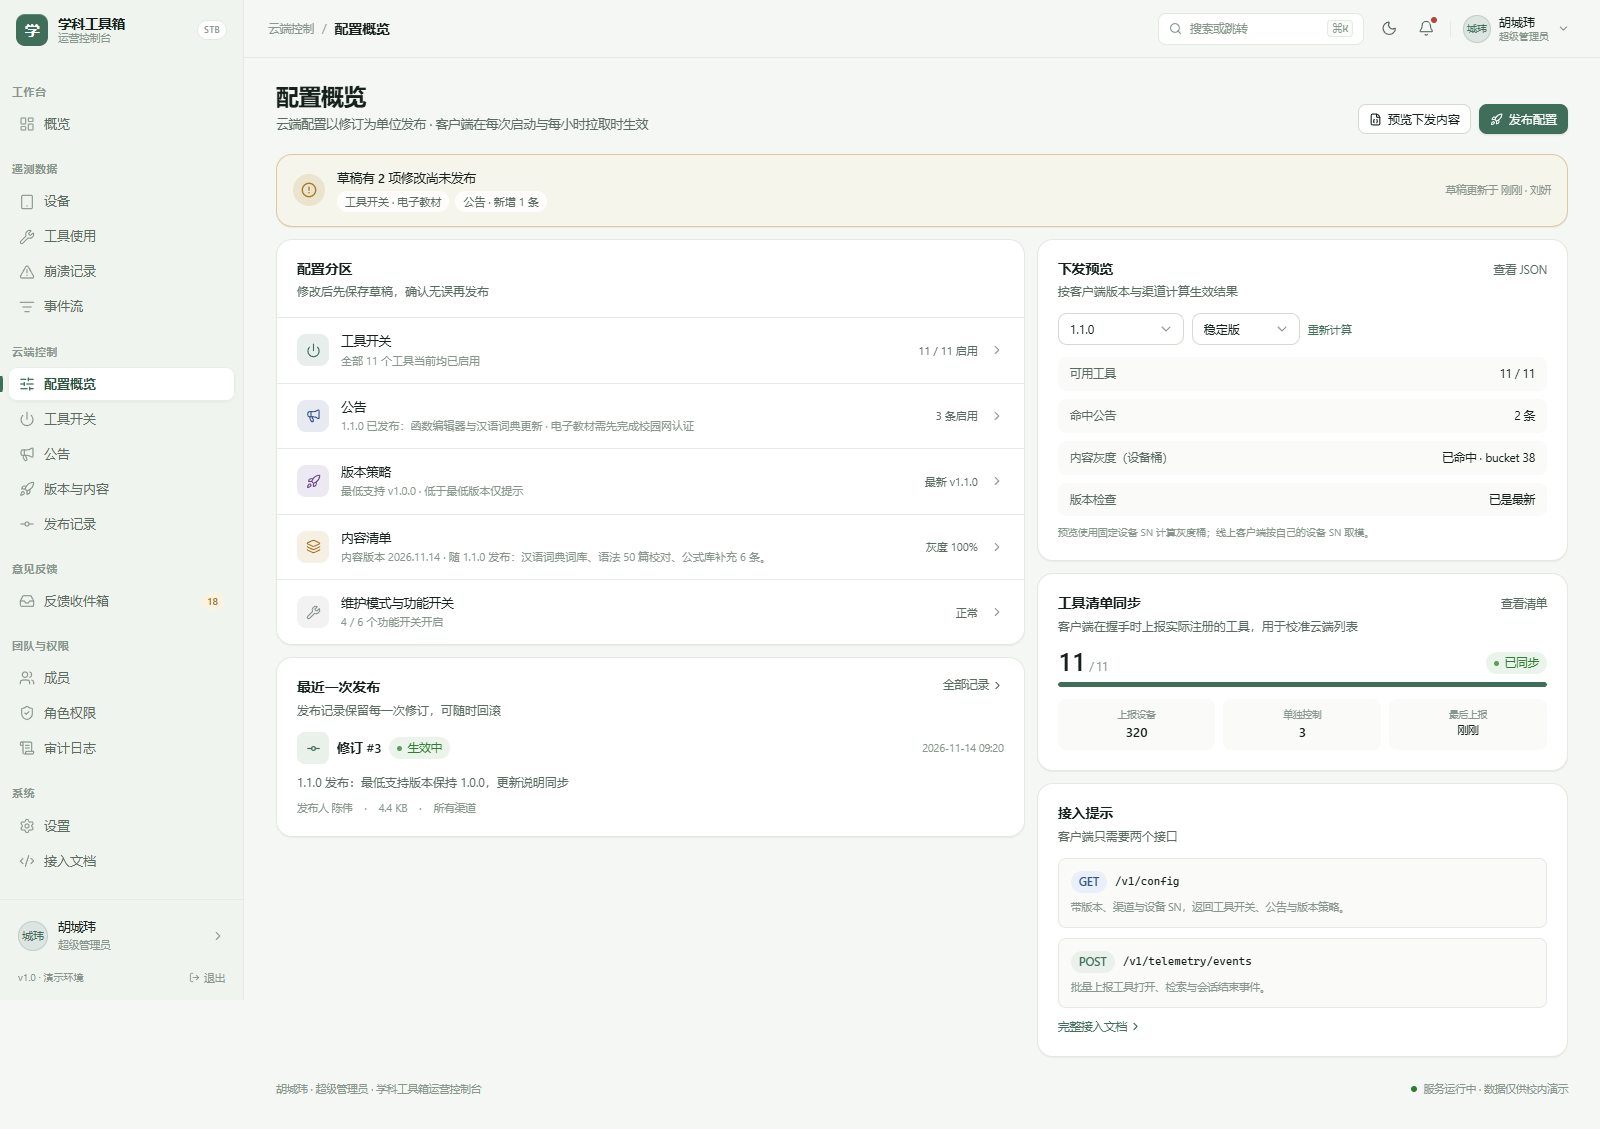 学
学科工具箱
运营控制台
STB
工作台
概览
遥测数据
设备
工具使用
崩溃记录
事件流
云端控制
配置概览
工具开关
公告
版本与内容
发布记录
意见反馈
反馈收件箱
18
团队与权限
成员
角色权限
审计日志
系统
设置
接入文档
城玮
胡城玮
超级管理员
v1.0 · 演示环境
退出
云端控制 / 配置概览
搜索或跳转
⌘K
城玮
胡城玮
超级管理员
配置概览
云端配置以修订为单位发布 · 客户端在每次启动与每小时拉取时生效
预览下发内容
发布配置
草稿有 2 项修改尚未发布
工具开关 · 电子教材
公告 · 新增 1 条
草稿更新于 刚刚 · 刘妍
配置分区
修改后先保存草稿，确认无误再发布
工具开关
全部 11 个工具当前均已启用
11 / 11 启用
公告
1.1.0 已发布：函数编辑器与汉语词典更新 · 电子教材需先完成校园网认证
3 条启用
版本策略
最低支持 v1.0.0 · 低于最低版本仅提示
最新 v1.1.0
内容清单
内容版本 2026.11.14 · 随 1.1.0 发布：汉语词典词库、语法 50 篇校对、公式库补充 6 条。
灰度 100%
维护模式与功能开关
4 / 6 个功能开关开启
正常
最近一次发布
全部记录
发布记录保留每一次修订，可随时回滚
修订 #3
生效中
2026-11-14 09:20
1.1.0 发布：最低支持版本保持 1.0.0，更新说明同步
发布人 陈伟 · 4.4 KB · 所有渠道
下发预览
查看 JSON
按客户端版本与渠道计算生效结果
1.1.0
稳定版
重新计算
可用工具
11 / 11
命中公告
2 条
内容灰度（设备桶）
已命中 · bucket 38
版本检查
已是最新
预览使用固定设备 SN 计算灰度桶；线上客户端按自己的设备 SN 取模。
工具清单同步
查看清单
客户端在握手时上报实际注册的工具，用于校准云端列表
11 / 11
已同步
上报设备
320
单独控制
3
最后上报
刚刚
接入提示
客户端只需要两个接口
GET /v1/config
带版本、渠道与设备 SN，返回工具开关、公告与版本策略。
POST /v1/telemetry/events
批量上报工具打开、检索与会话结束事件。
完整接入文档
胡城玮 · 超级管理员 · 学科工具箱运营控制台
服务运行中 · 数据仅供校内演示